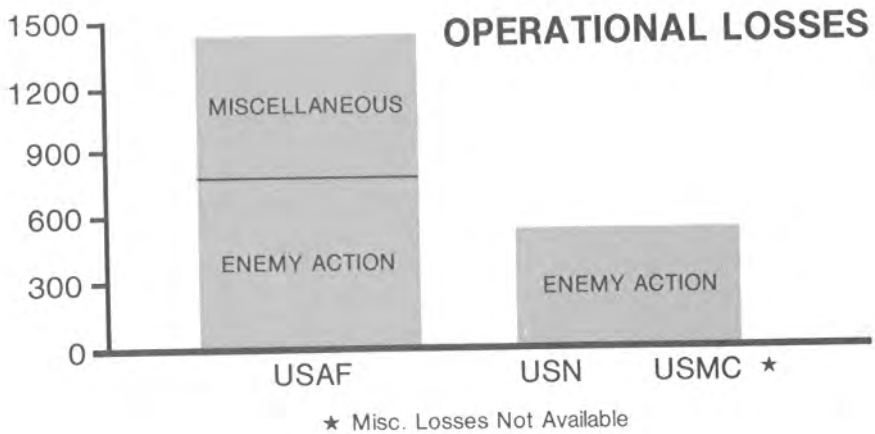 OPERATIONAL LOSSES
1500
1200
900
600
300
0
MISCELLANEOUS
ENEMY ACTION
ENEMY ACTION
USAF
USN
USMC ★
★ Misc. Losses Not Available